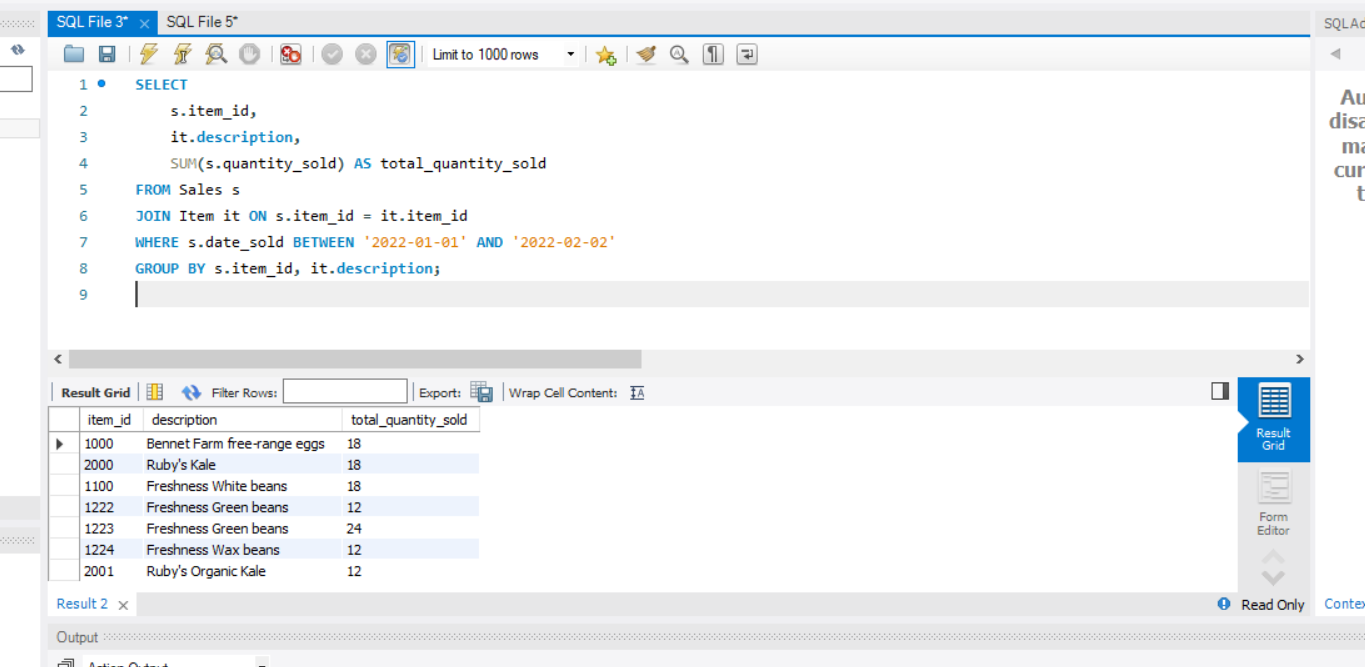 SQL File 3* × SQL File 5*
SQL Ad
Limit to 1000 rows
1 SELECT
2 s.item_id,
3 it.description,
4 SUM(s.quantity_sold) AS total_quantity_sold
5 FROM Sales s
6 JOIN Item it ON s.item_id = it.item_id
7 WHERE s.date_sold BETWEEN '2022-01-01' AND '2022-02-02'
8 GROUP BY s.item_id, it.description;
9
Au
disa
ma
cur
t
Result Grid Filter Rows: Export: Wrap Cell Content: IA
item_id description total_quantity_sold
1000 Bennet Farm free-range eggs 18
2000 Ruby's Kale 18
1100 Freshness White beans 18
1222 Freshness Green beans 12
1223 Freshness Green beans 24
1224 Freshness Wax beans 12
2001 Ruby's Organic Kale 12
Result
Grid
Form
Editor
Result 2 × Read Only
Contex
Output
Action Output